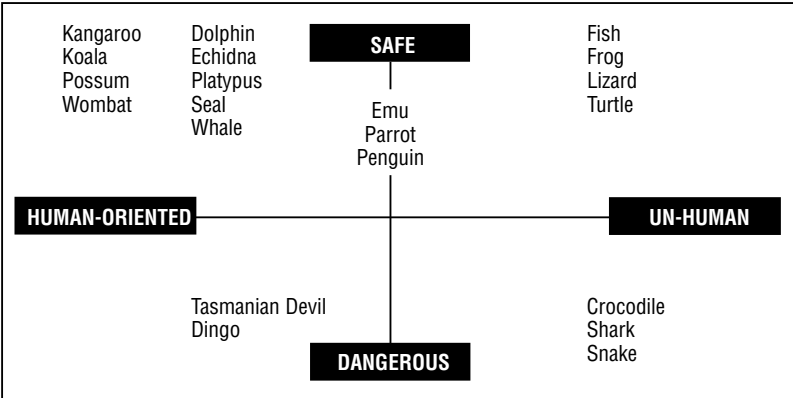 Kangaroo
Koala
Possum
Wombat
Dolphin
Echidna
Platypus
Seal
Whale
SAFE
Emu
Parrot
Penguin
Fish
Frog
Lizard
Turtle
HUMAN-ORIENTED
UN-HUMAN
Tasmanian Devil
Dingo
DANGEROUS
Crocodile
Shark
Snake